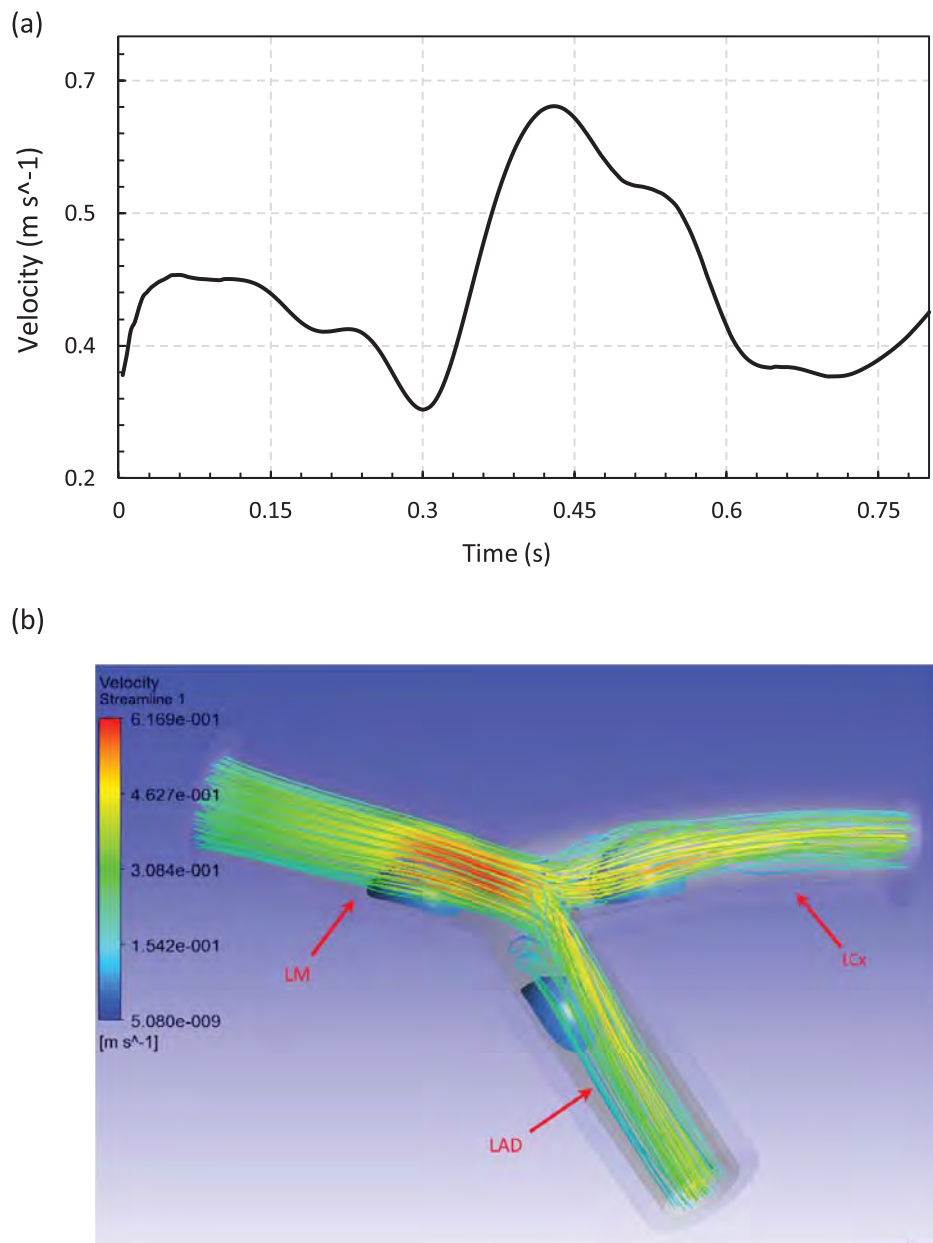 (a)
0.7
0.5
0.4
0.2
Velocity (m s^-1)
0 0.15 0.3 0.45 0.6 0.75
Time (s)
(b)
Velocity
Streamline 1
6.169e-001
4.627e-001
3.084e-001
1.542e-001
5.080e-009
[m s^-1]
LM
LCx
LAD